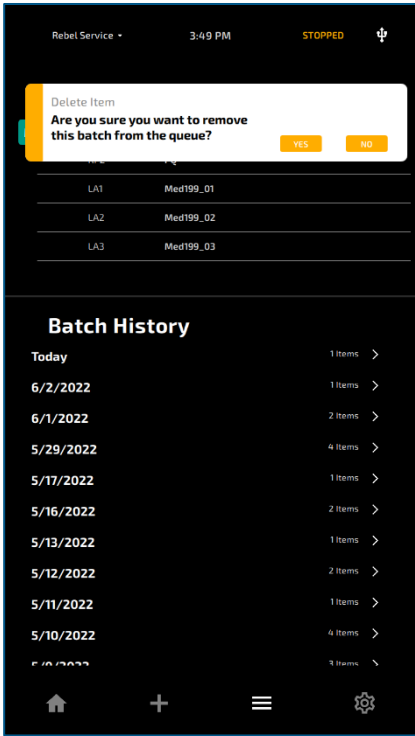 Rebel Service
3:49 PM
STOPPED
Delete Item
Are you sure you want to remove
this batch from the queue?
YES
NO
LA1 Med199_01
LA2 Med199_02
LA3 Med199_03
Batch History
Today 1 Items
6/2/2022 1 Items
6/1/2022 2 Items
5/29/2022 4 Items
5/17/2022 1 Items
5/16/2022 2 Items
5/13/2022 1 Items
5/12/2022 2 Items
5/11/2022 1 Items
5/10/2022 4 Items
3 Items